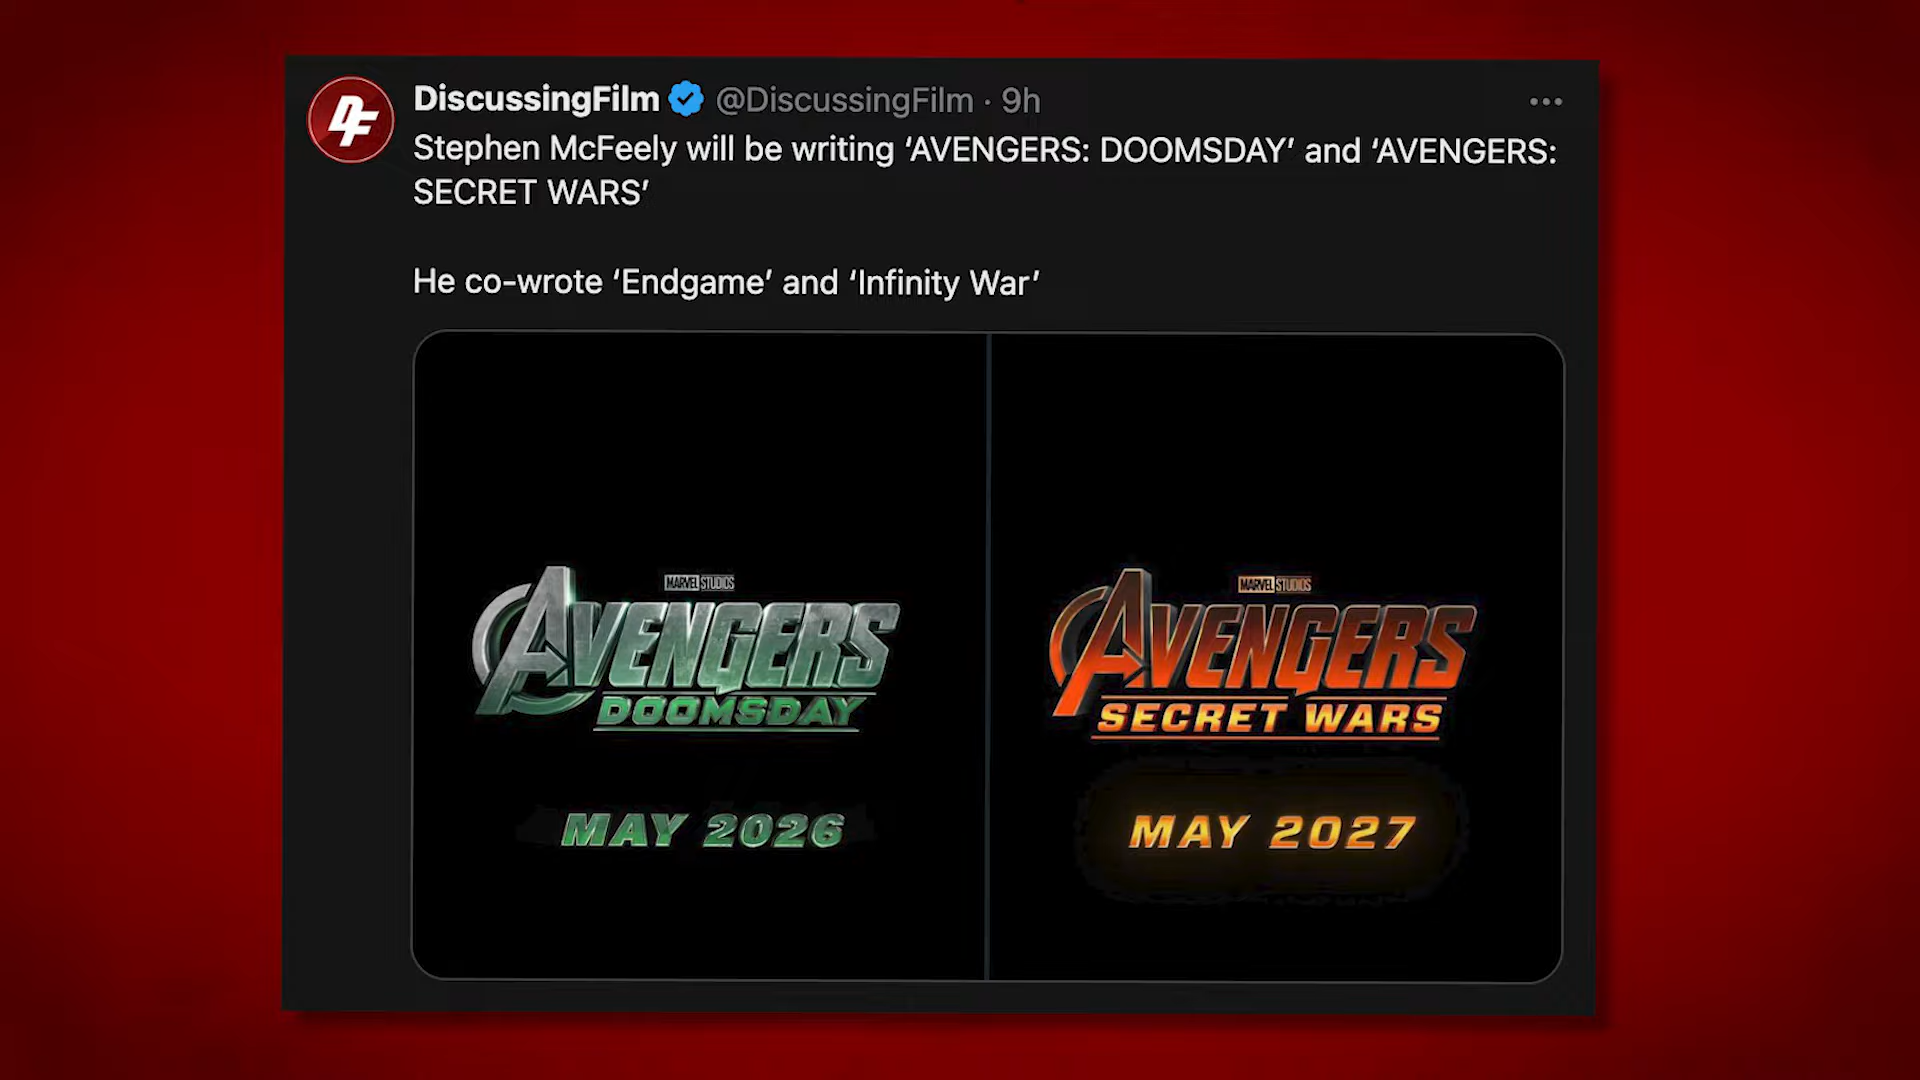 DF
DiscussingFilm @DiscussingFilm · 9h
Stephen McFeely will be writing ‘AVENGERS: DOOMSDAY’ and ‘AVENGERS:
SECRET WARS’
He co-wrote ‘Endgame’ and ‘Infinity War’
MARVEL STUDIOS
AVENGERS
DOOMSDAY
MAY 2026
MARVEL STUDIOS
AVENGERS
SECRET WARS
MAY 2027